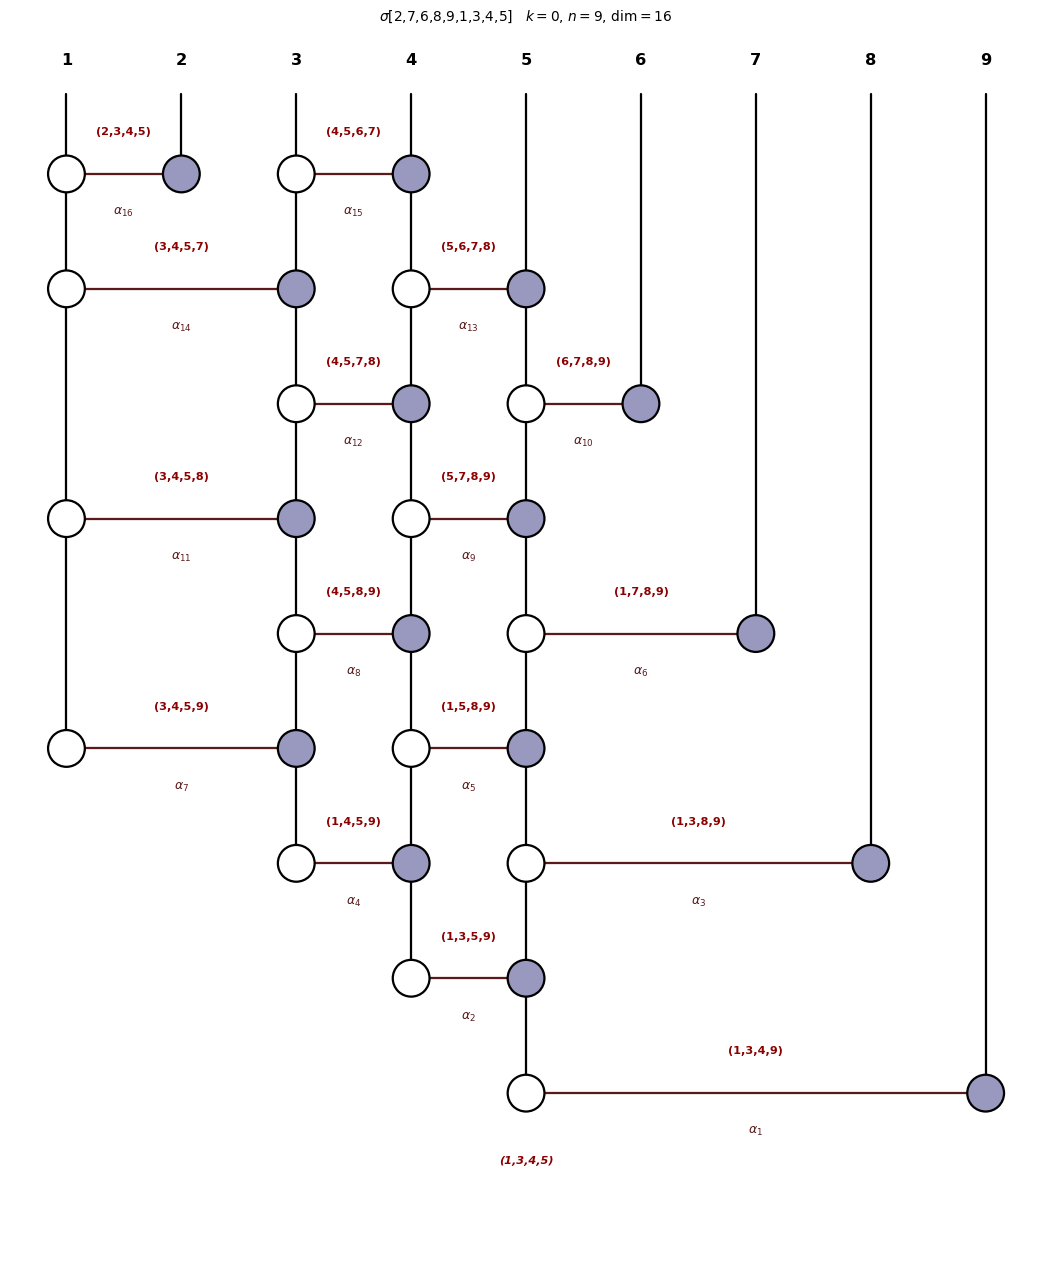 σ[2,7,6,8,9,1,3,4,5] k = 0, n = 9, dim = 16
1 2 3 4 5 6 7 8 9
(2,3,4,5) (4,5,6,7)
α₁₆ α₁₅
(3,4,5,7) (5,6,7,8)
α₁₄ α₁₃
(4,5,7,8) (6,7,8,9)
α₁₂ α₁₀
(3,4,5,8) (5,7,8,9)
α₁₁ α₉
(4,5,8,9) (1,7,8,9)
α₈ α₆
(3,4,5,9) (1,5,8,9)
α₇ α₅
(1,4,5,9) (1,3,8,9)
α₄ α₃
(1,3,5,9)
α₂
(1,3,4,9)
α₁
(1,3,4,5)